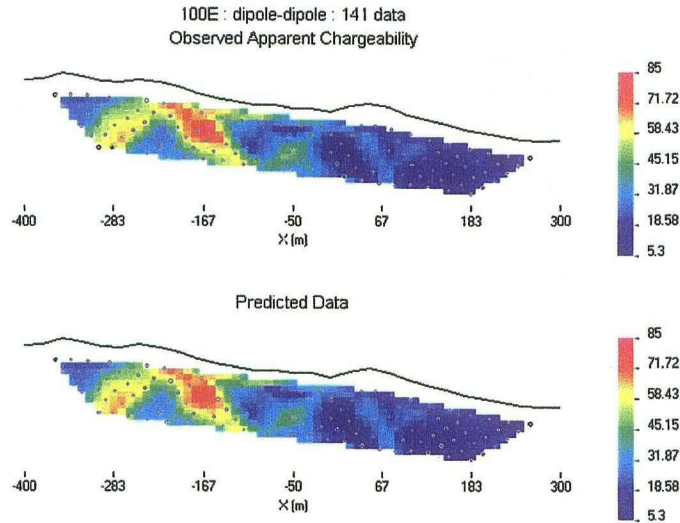 100E : dipole-dipole : 141 data
Observed Apparent Chargeability
85
71.72
58.43
45.15
31.87
18.58
5.3
-400 -283 -167 -50 67 183 300
X (m)
Predicted Data
85
71.72
58.43
45.15
31.87
18.58
5.3
-400 -283 -167 -50 67 183 300
X (m)